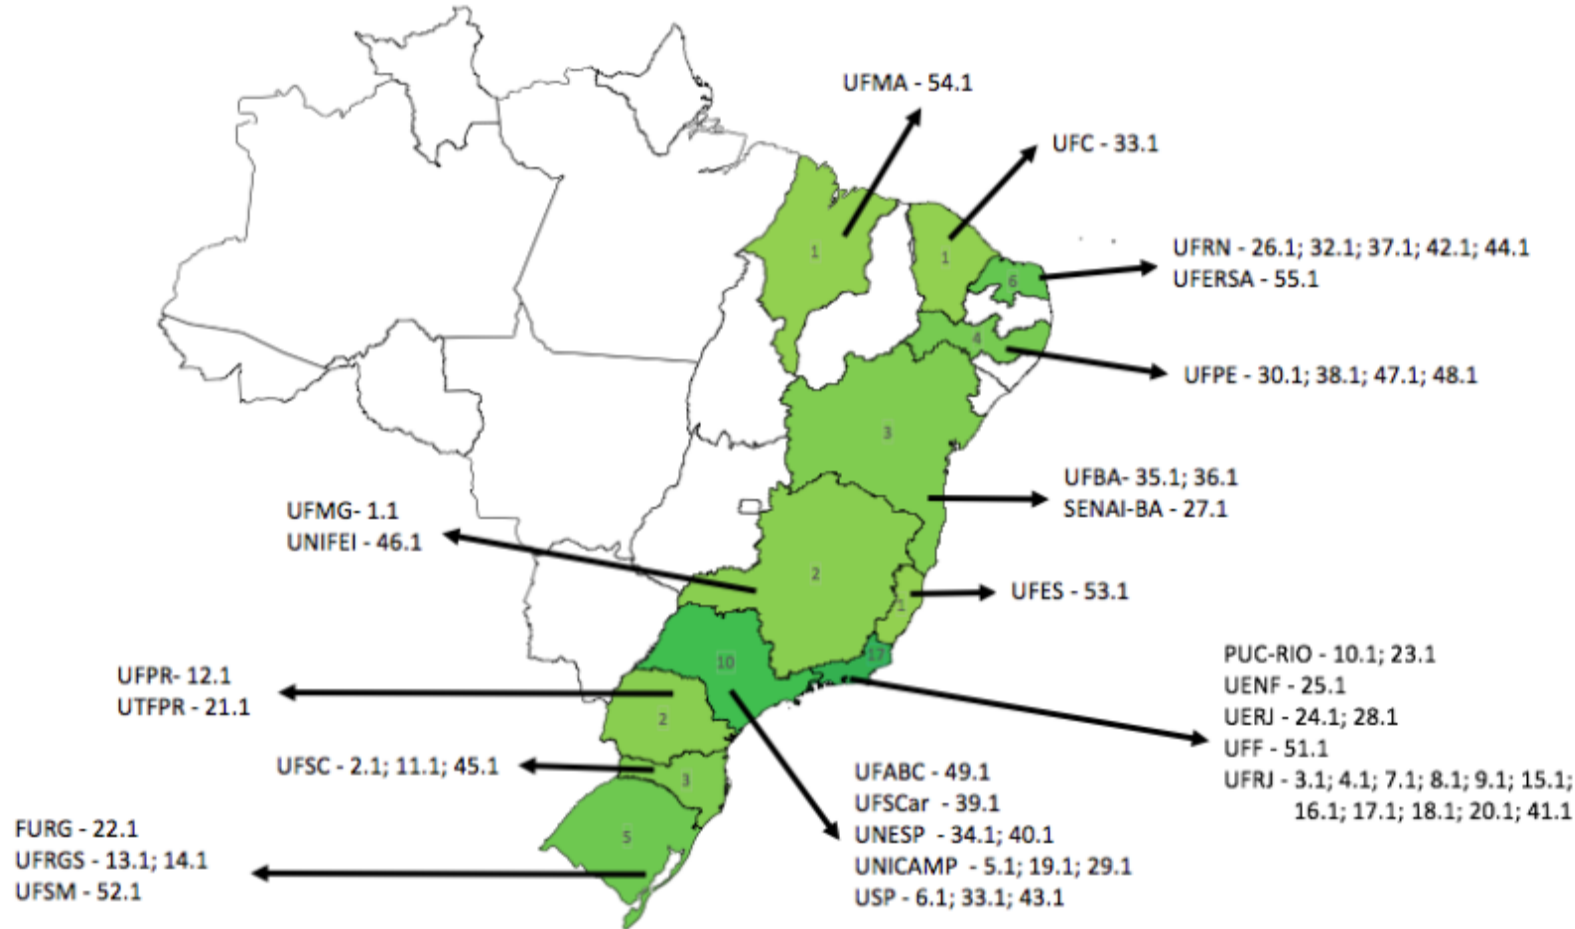 UFMA - 54.1
UFC - 33.1
1
1
UFRN - 26.1; 32.1; 37.1; 42.1; 44.1
UFERSA - 55.1
6
4
UFPE - 30.1; 38.1; 47.1; 48.1
3
UFBA- 35.1; 36.1
SENAI-BA - 27.1
UFMG- 1.1
UNIFEI - 46.1
2
UFES - 53.1
1
17
10
PUC-RIO - 10.1; 23.1
UENF - 25.1
UERJ - 24.1; 28.1
UFF - 51.1
UFRJ - 3.1; 4.1; 7.1; 8.1; 9.1; 15.1;
16.1; 17.1; 18.1; 20.1; 41.1
UFPR- 12.1
UTFPR - 21.1
2
UFSC - 2.1; 11.1; 45.1
3
UFABC - 49.1
UFSCar - 39.1
UNESP - 34.1; 40.1
UNICAMP - 5.1; 19.1; 29.1
USP - 6.1; 33.1; 43.1
5
FURG - 22.1
UFRGS - 13.1; 14.1
UFSM - 52.1